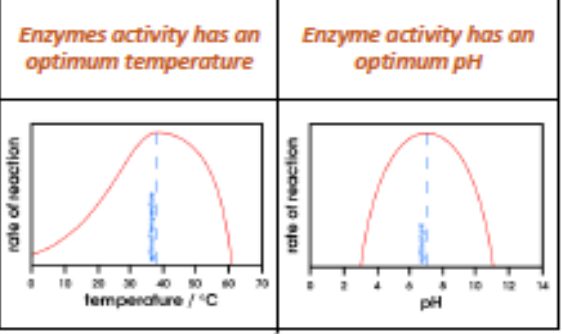 Enzymes activity has an
optimum temperature
Enzyme activity has an
optimum pH
rate of reaction
0 10 20 30 40 50 60 70
temperature / °C
rate of reaction
0 2 4 6 8 10 12 14
pH